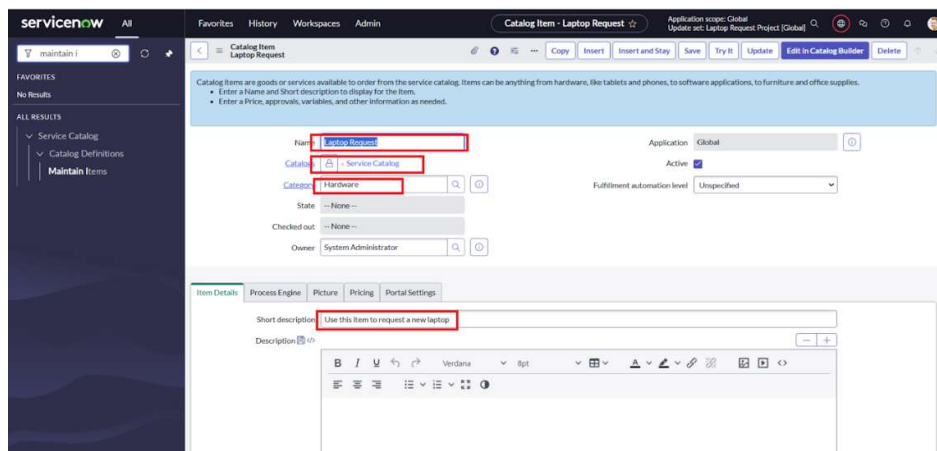 servicenow All Favorites History Workspaces Admin Catalog Item - Laptop Request Application scope: Global
Update set: Laptop Request Project [Global]
maintain i
Catalog Item
Laptop Request
Copy Insert Insert and Stay Save Try It Update Edit in Catalog Builder Delete
FAVORITES
No Results
ALL RESULTS
Service Catalog
Catalog Definitions
Maintain Items
Catalog items are goods or services available to order from the service catalog. Items can be anything from hardware, like tablets and phones, to software applications, to furniture and office supplies.
• Enter a Name and Short description to display for the item.
• Enter a Price, approvals, variables, and other information as needed.
Name Laptop Request Application Global
Catalogs Service Catalog Active
Category Hardware Fulfillment automation level Unspecified
State -- None --
Checked out -- None --
Owner System Administrator
Item Details Process Engine Picture Pricing Portal Settings
Short description Use this item to request a new laptop
Description
B I U Verdana 8pt A